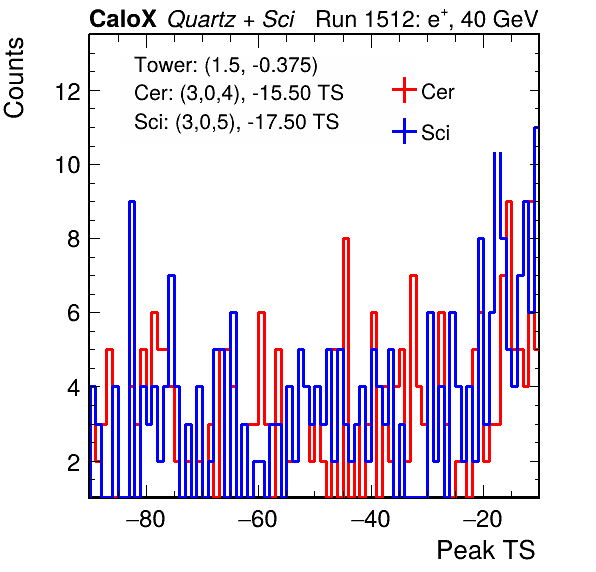 CaloX Quartz + Sci Run 1512: e⁺, 40 GeV
Tower: (1.5, -0.375)
Cer: (3,0,4), -15.50 TS
Sci: (3,0,5), -17.50 TS
Cer
Sci
Counts
12
10
8
6
4
2
−80 −60 −40 −20
Peak TS